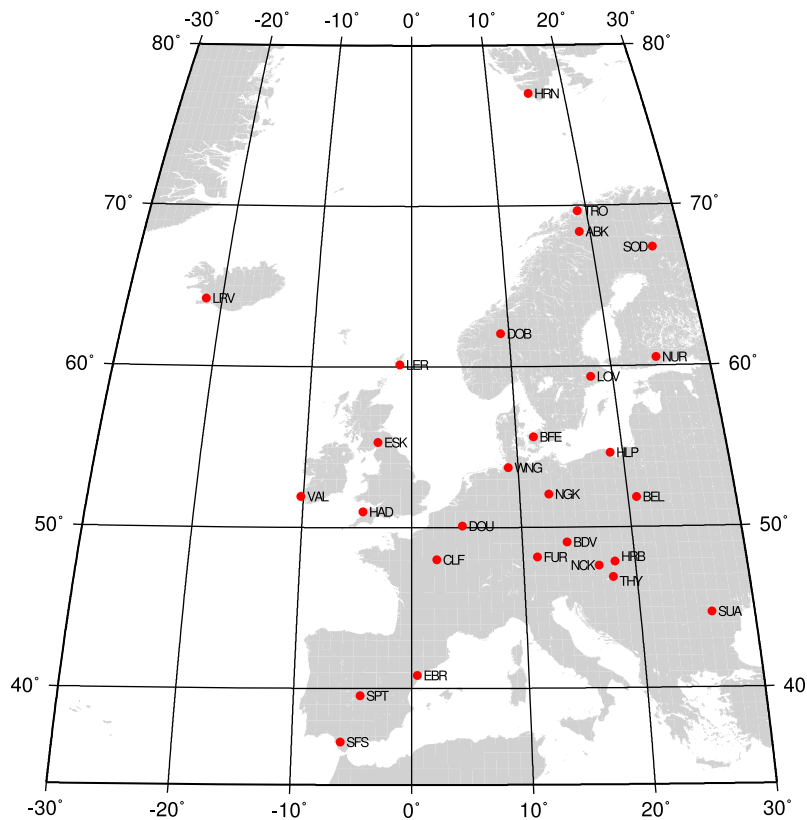 -30° -20° -10° 0° 10° 20° 30°
80° 80°
HRN
70° 70°
TRO
ABK
SOD
LRV
DOB
NUR
60° LER 60°
LOV
BFE
ESK
HLP
WNG
NGK
VAL BEL
HAD
50° DOU 50°
BDV
CLF FUR HRB
NCK
THY
SUA
EBR
40° SPT 40
SFS
-30° -20° -10° 0° 10° 20° 30°